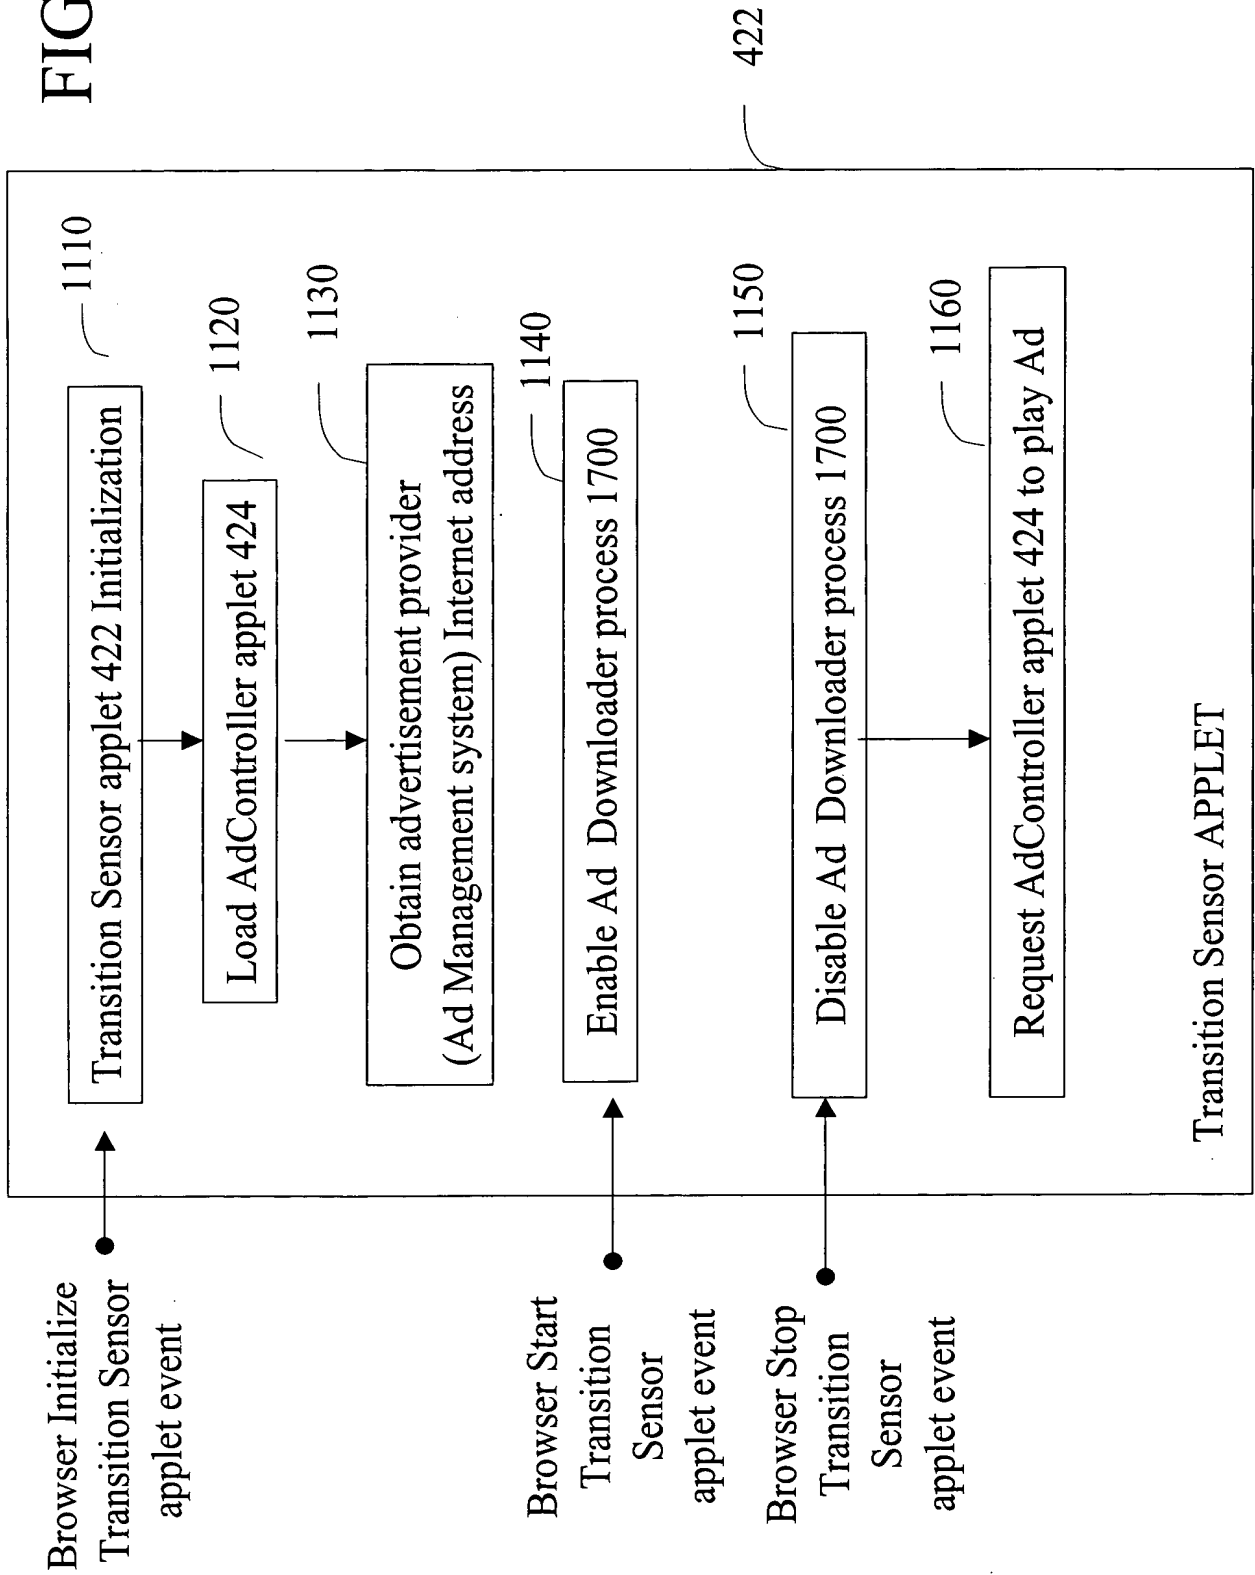 FIG
Browser Initialize
Transition Sensor
applet event
Transition Sensor applet 422 Initialization
1110
Load AdController applet 424
1120
Obtain advertisement provider
(Ad Management system) Internet address
1130
Browser Start
Transition
Sensor
applet event
Enable Ad Downloader process 1700
1140
Browser Stop
Transition
Sensor
applet event
Disable Ad Downloader process 1700
1150
Request AdController applet 424 to play Ad
1160
Transition Sensor APPLET
422